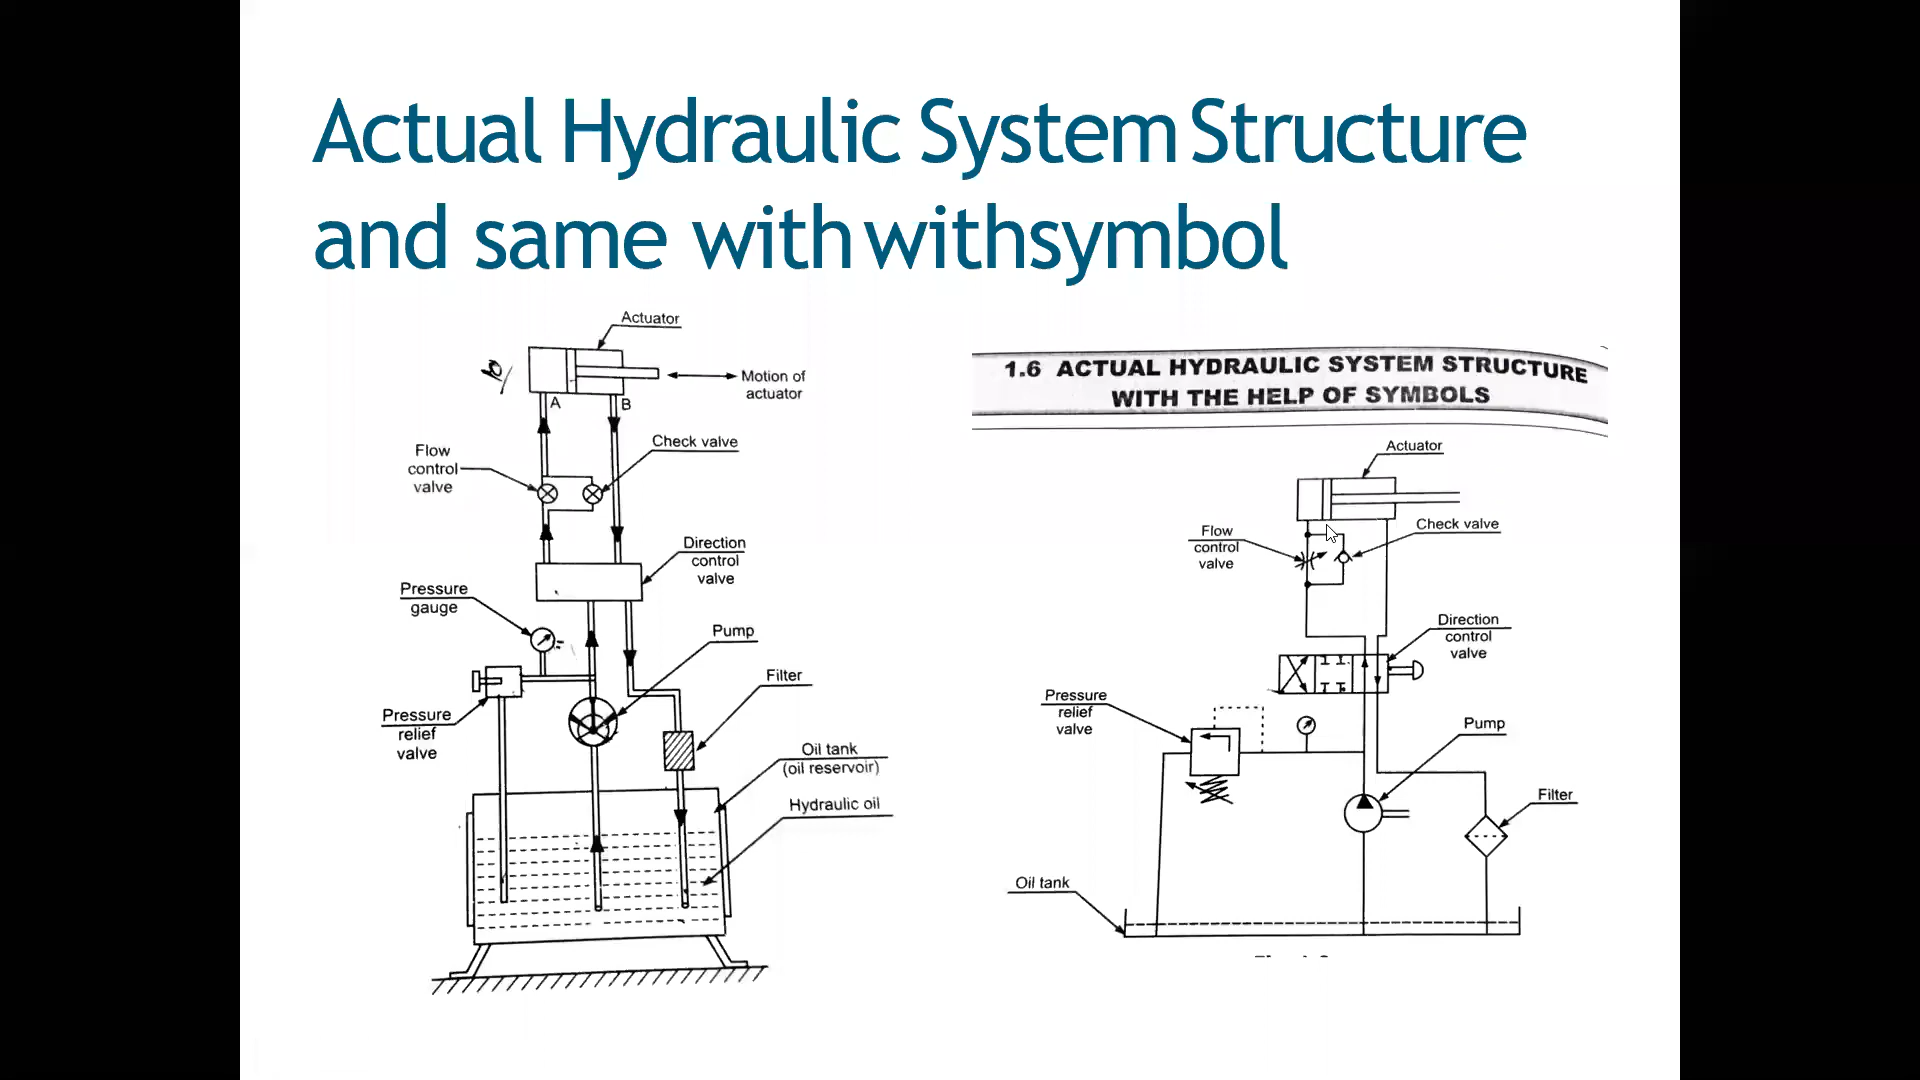 Actual Hydraulic System Structure
and same with withsymbol
Actuator
Motion of
actuator
A
B
Flow
control
valve
Check valve
Direction
control
valve
Pressure
gauge
Pump
Filter
Pressure
relief
valve
Oil tank
(oil reservoir)
Hydraulic oil
1.6 ACTUAL HYDRAULIC SYSTEM STRUCTURE
WITH THE HELP OF SYMBOLS
Actuator
Flow
control
valve
Check valve
Direction
control
valve
Pressure
relief
valve
Pump
Filter
Oil tank